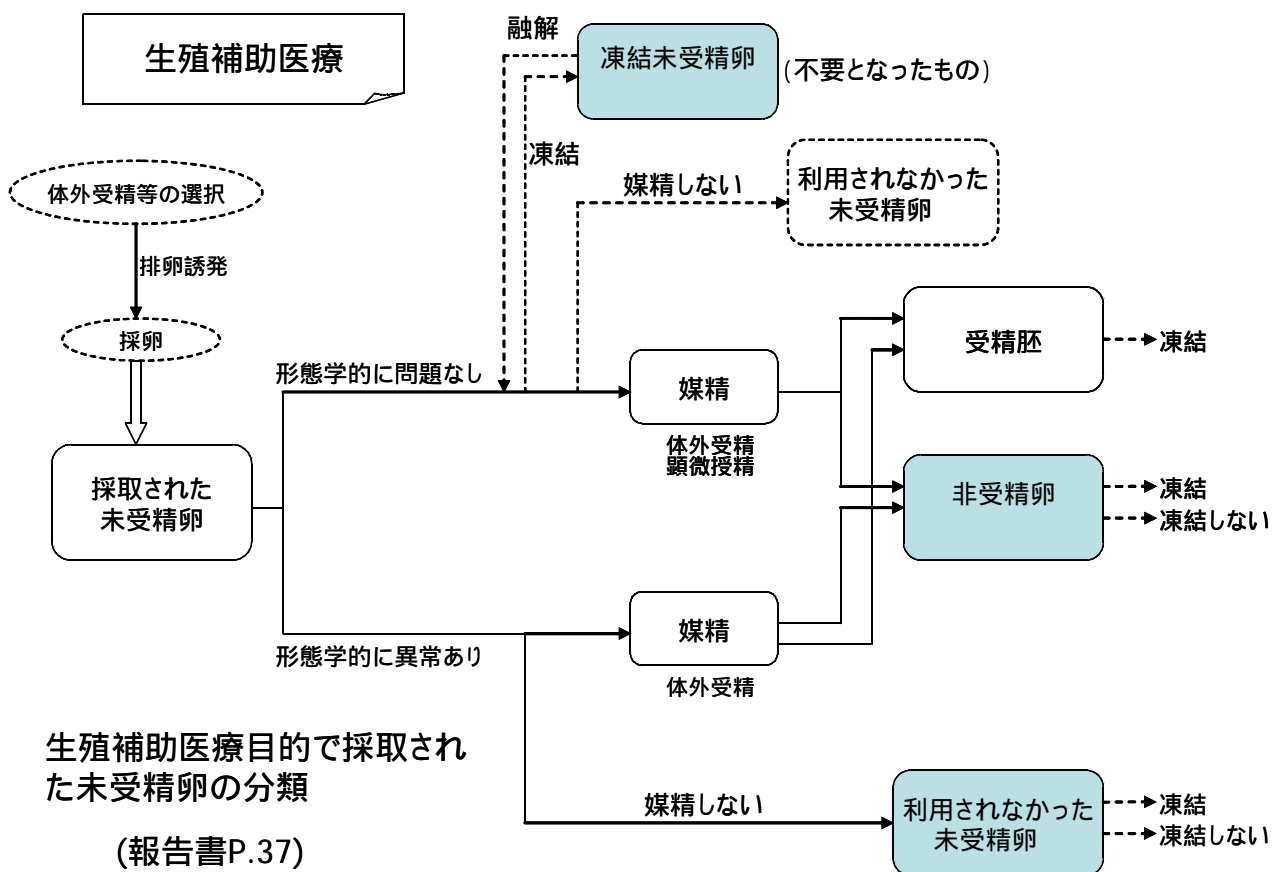 生殖補助医療
融解
凍結未受精卵
(不要となったもの)
凍結
体外受精等の選択
媒精しない
利用されなかった
未受精卵
排卵誘発
採卵
形態学的に問題なし
媒精
体外受精
顕微授精
受精胚
凍結
採取された
未受精卵
非受精卵
凍結
凍結しない
媒精
体外受精
形態学的に異常あり
生殖補助医療目的で採取され
た未受精卵の分類
(報告書P.37)
媒精しない
利用されなかった
未受精卵
凍結
凍結しない